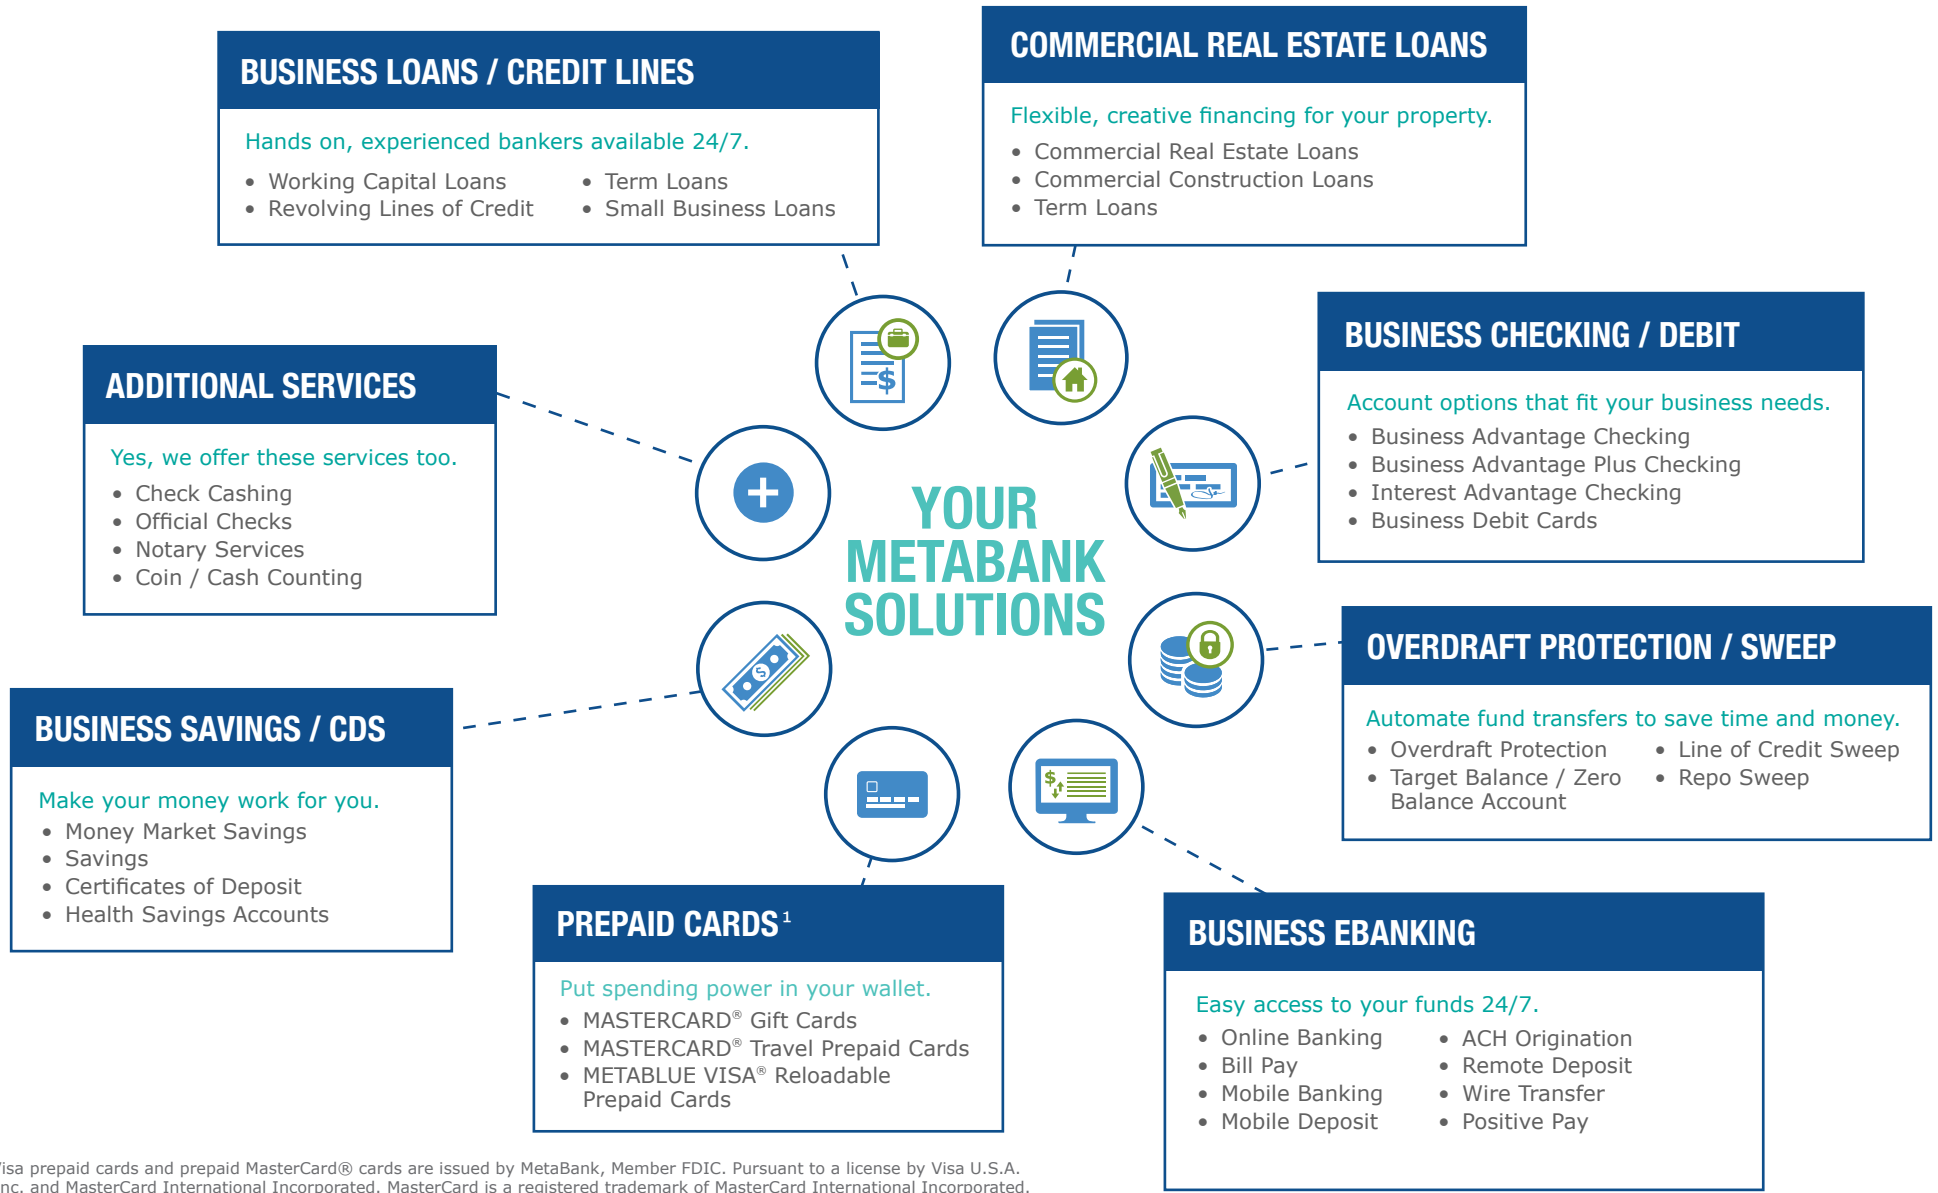 BUSINESS LOANS / CREDIT LINES
Hands on, experienced bankers available 24/7.
• Working Capital Loans
• Revolving Lines of Credit
• Term Loans
• Small Business Loans
COMMERCIAL REAL ESTATE LOANS
Flexible, creative financing for your property.
• Commercial Real Estate Loans
• Commercial Construction Loans
• Term Loans
BUSINESS CHECKING / DEBIT
Account options that fit your business needs.
• Business Advantage Checking
• Business Advantage Plus Checking
• Interest Advantage Checking
• Business Debit Cards
ADDITIONAL SERVICES
Yes, we offer these services too.
• Check Cashing
• Official Checks
• Notary Services
• Coin / Cash Counting
YOUR
METABANK
SOLUTIONS
OVERDRAFT PROTECTION / SWEEP
Automate fund transfers to save time and money.
• Overdraft Protection
• Target Balance / Zero
Balance Account
• Line of Credit Sweep
• Repo Sweep
BUSINESS SAVINGS / CDS
Make your money work for you.
• Money Market Savings
• Savings
• Certificates of Deposit
• Health Savings Accounts
PREPAID CARDS¹
Put spending power in your wallet.
• MASTERCARD® Gift Cards
• MASTERCARD® Travel Prepaid Cards
• METABLUE VISA® Reloadable
Prepaid Cards
BUSINESS EBANKING
Easy access to your funds 24/7.
• Online Banking
• Bill Pay
• Mobile Banking
• Mobile Deposit
• ACH Origination
• Remote Deposit
• Wire Transfer
• Positive Pay
isa prepaid cards and prepaid MasterCard® cards are issued by MetaBank, Member FDIC. Pursuant to a license by Visa U.S.A.
nc. and MasterCard International Incorporated. MasterCard is a registered trademark of MasterCard International Incorporated.